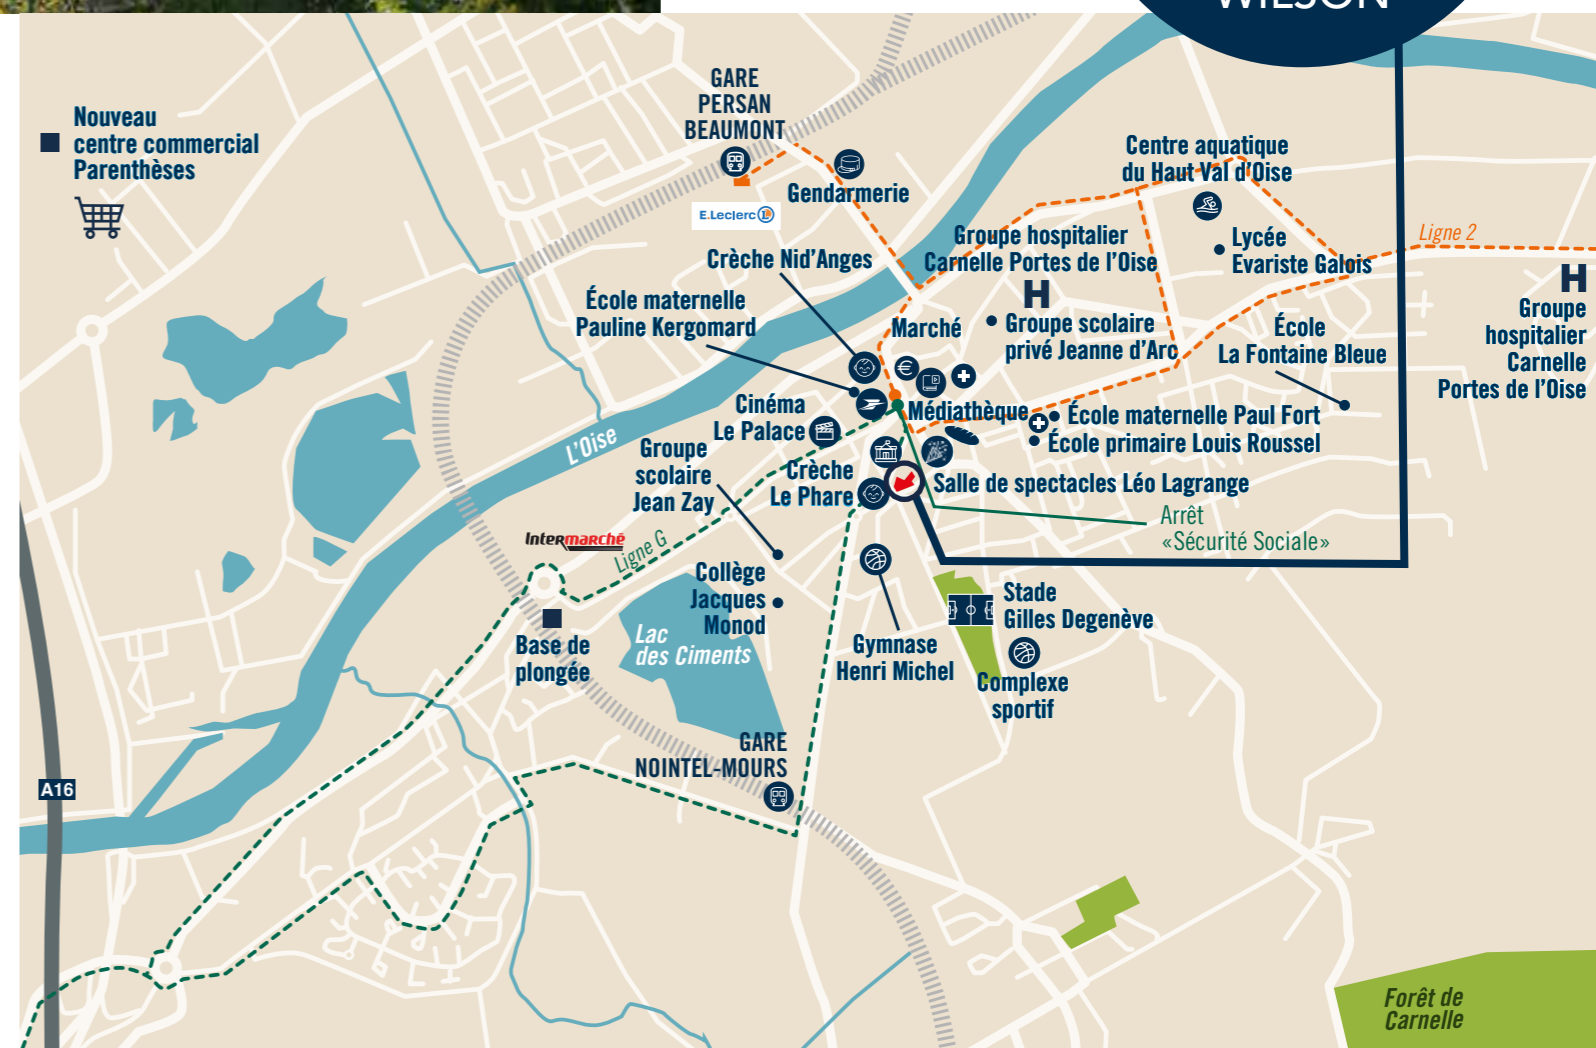 WILSON
GARE
PERSAN
BEAUMONT
Nouveau
centre commercial
Parenthèses
E.Leclerc L
Gendarmerie
Centre aquatique
du Haut Val d'Oise
Lycée
Evariste Galois
Ligne 2
Groupe hospitalier
Carnelle Portes de l'Oise
H
Crèche Nid'Anges
École maternelle
Pauline Kergomard
Marché
Groupe scolaire
privé Jeanne d'Arc
École
La Fontaine Bleue
H
Groupe
hospitalier
Carnelle
Portes de l'Oise
€
Cinéma
Le Palace
Médiathèque
École maternelle Paul Fort
École primaire Louis Roussel
L'Oise
Groupe
scolaire
Jean Zay
Crèche
Le Phare
Salle de spectacles Léo Lagrange
Arrêt
«Sécurité Sociale»
Intermarché
Ligne G
Collège
Jacques
Monod
Base de
plongée
Lac
des Ciments
Gymnase
Henri Michel
Stade
Gilles Degenève
Complexe
sportif
GARE
NOINTEL-MOURS
A16
Forêt de
Carnelle